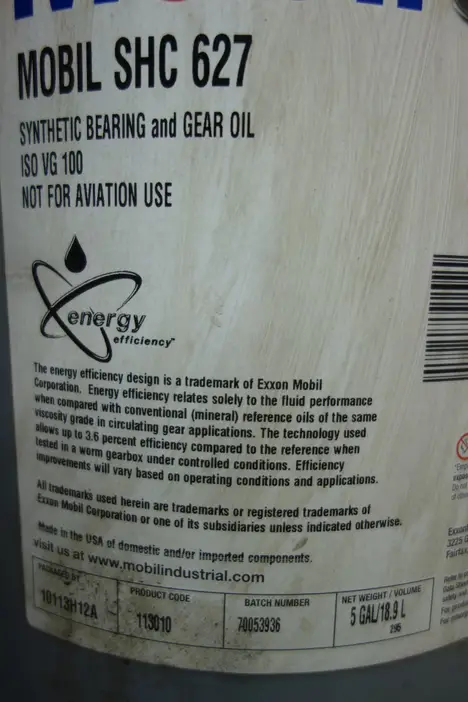 MOBIL SHC 627
SYNTHETIC BEARING and GEAR OIL
ISO VG 100
NOT FOR AVIATION USE
energy
efficiency™
The energy efficiency design is a trademark of Exxon Mobil
Corporation. Energy efficiency relates solely to the fluid performance
when compared with conventional (mineral) reference oils of the same
viscosity grade in circulating gear applications. The technology used
allows up to 3.6 percent efficiency compared to the reference when
tested in a worm gearbox under controlled conditions. Efficiency
improvements will vary based on operating conditions and applications.
All trademarks used herein are trademarks or registered trademarks of
Exxon Mobil Corporation or one of its subsidiaries unless indicated otherwise.
Made in the USA of domestic and/or imported components.
visit us at www.mobilindustrial.com
PACKAGED BY
10113H12A
PRODUCT CODE
113010
BATCH NUMBER
70053936
NET WEIGHT / VOLUME
5 GAL/18.9 L